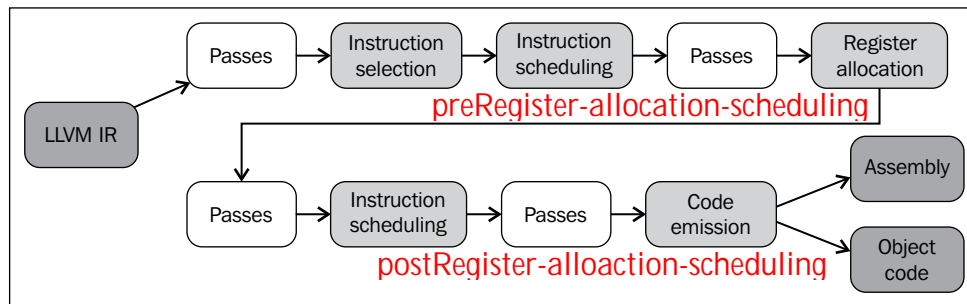 Passes
Instruction
selection
Instruction
scheduling
Passes
Register
allocation
preRegister-allocation-scheduling
LLVM IR
Passes
Instruction
scheduling
Passes
Code
emission
Assembly
Object
code
postRegister-alloaction-scheduling